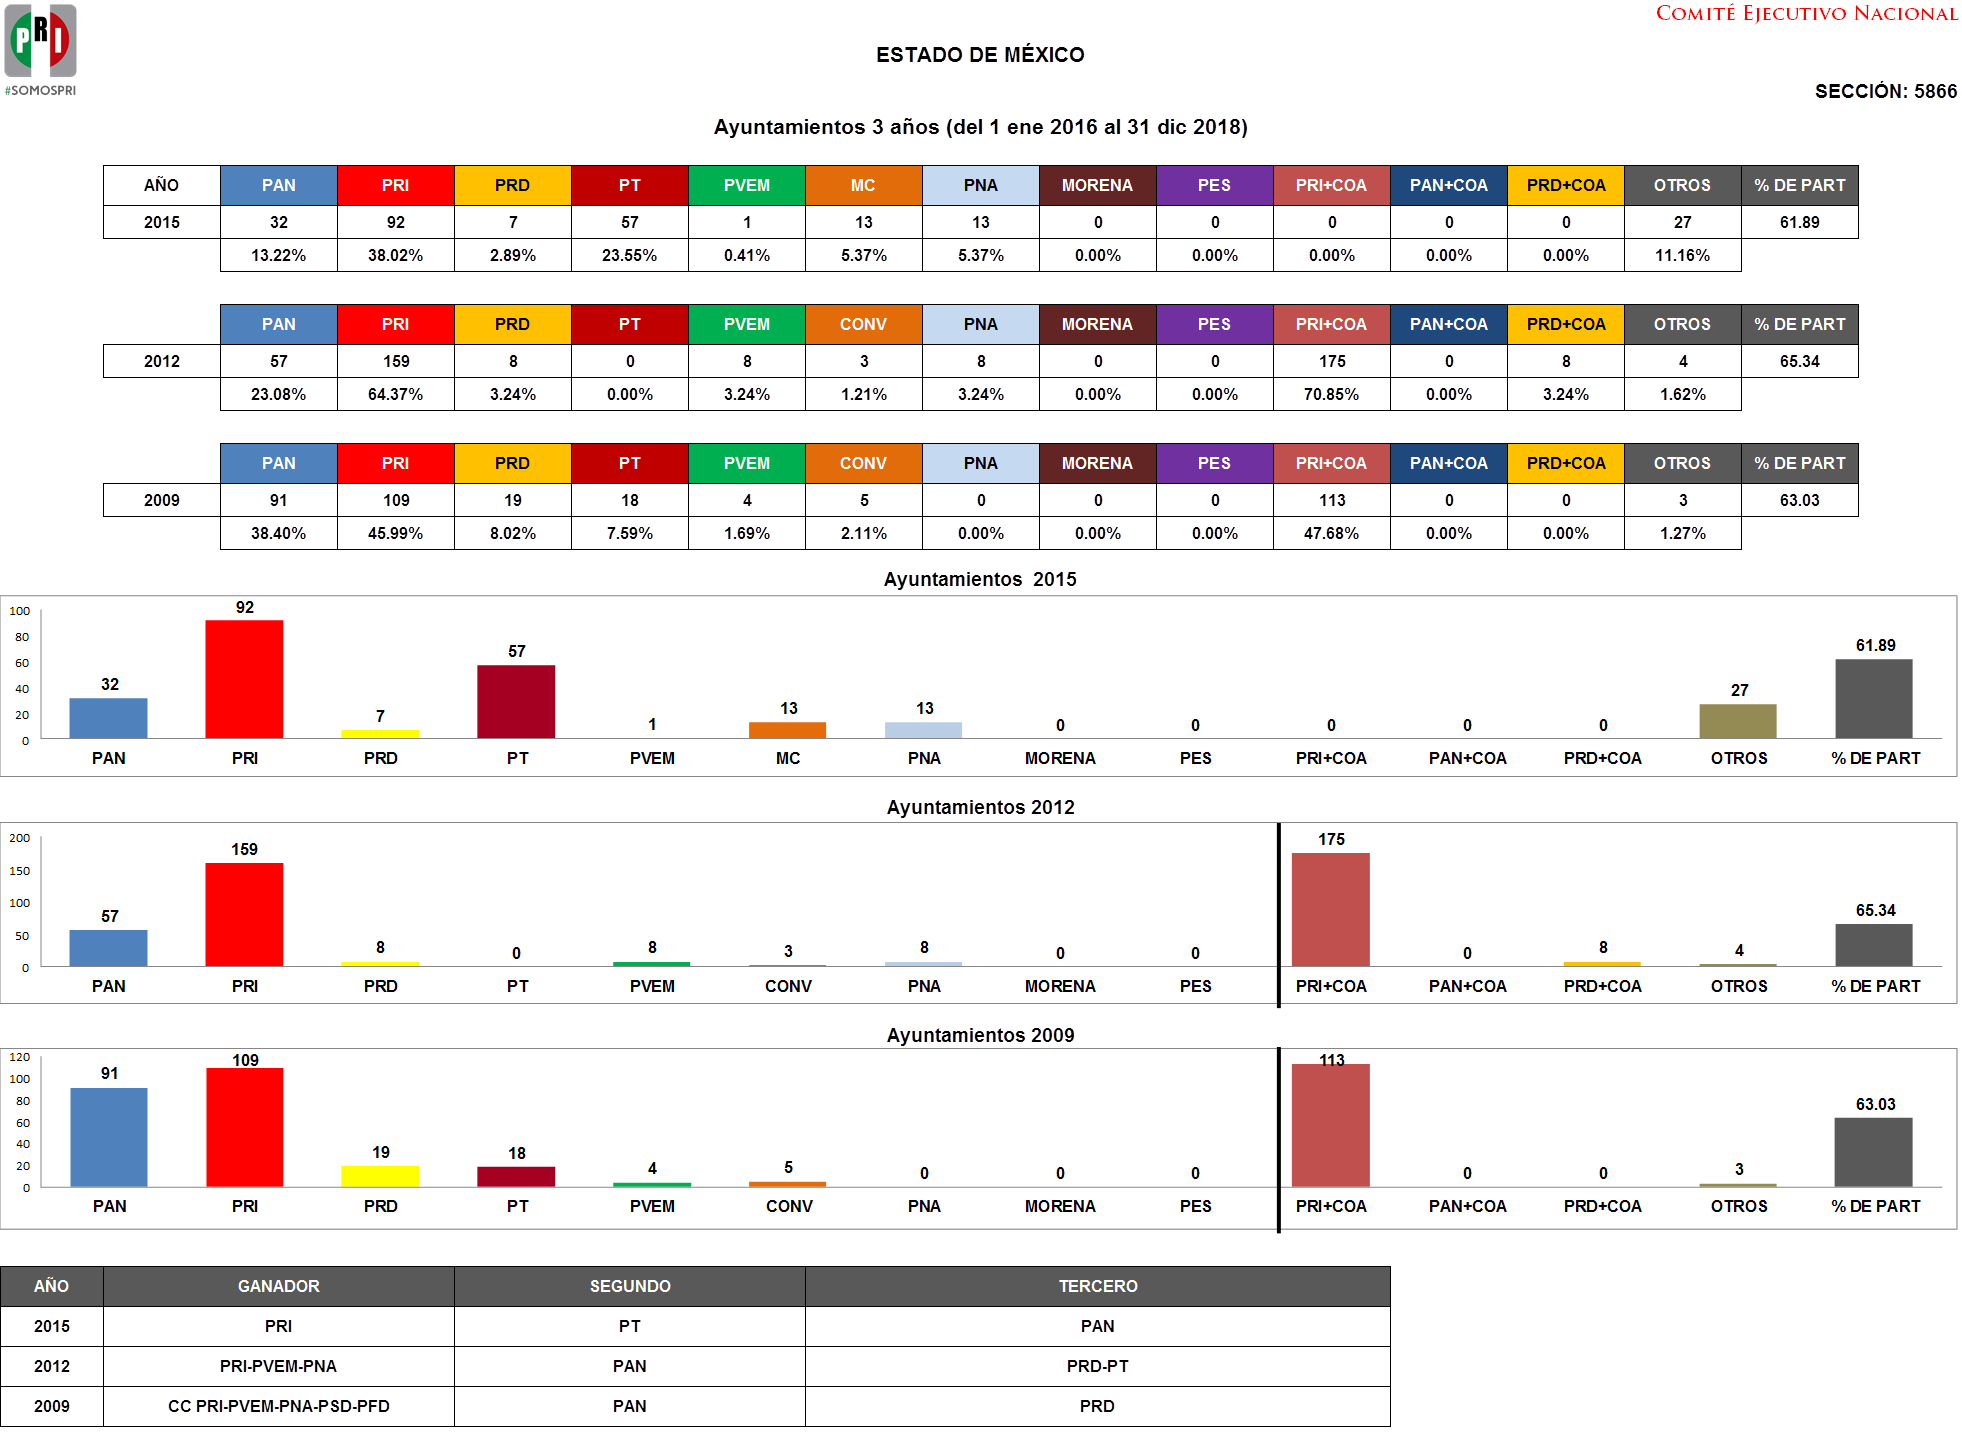 COMITÉ EJECUTIVO NACIONAL
PRI
#SOMOSPRI
ESTADO DE MÉXICO
SECCIÓN: 5866
Ayuntamientos 3 años (del 1 ene 2016 al 31 dic 2018)
AÑO PAN PRI PRD PT PVEM MC PNA MORENA PES PRI+COA PAN+COA PRD+COA OTROS % DE PART
2015 32 92 7 57 1 13 13 0 0 0 0 0 27 61.89
13.22% 38.02% 2.89% 23.55% 0.41% 5.37% 5.37% 0.00% 0.00% 0.00% 0.00% 0.00% 11.16%
PAN PRI PRD PT PVEM CONV PNA MORENA PES PRI+COA PAN+COA PRD+COA OTROS % DE PART
2012 57 159 8 0 8 3 8 0 0 175 0 8 4 65.34
23.08% 64.37% 3.24% 0.00% 3.24% 1.21% 3.24% 0.00% 0.00% 70.85% 0.00% 3.24% 1.62%
PAN PRI PRD PT PVEM CONV PNA MORENA PES PRI+COA PAN+COA PRD+COA OTROS % DE PART
2009 91 109 19 18 4 5 0 0 0 113 0 0 3 63.03
38.40% 45.99% 8.02% 7.59% 1.69% 2.11% 0.00% 0.00% 0.00% 47.68% 0.00% 0.00% 1.27%
Ayuntamientos 2015
100
80
60
40
20
0
32 92 7 57 1 13 13 0 0 0 0 0 27 61.89
PAN PRI PRD PT PVEM MC PNA MORENA PES PRI+COA PAN+COA PRD+COA OTROS % DE PART
Ayuntamientos 2012
200
150
100
50
0
57 159 8 0 8 3 8 0 0 175 0 8 4 65.34
PAN PRI PRD PT PVEM CONV PNA MORENA PES PRI+COA PAN+COA PRD+COA OTROS % DE PART
Ayuntamientos 2009
120
100
80
60
40
20
0
91 109 19 18 4 5 0 0 0 113 0 0 3 63.03
PAN PRI PRD PT PVEM CONV PNA MORENA PES PRI+COA PAN+COA PRD+COA OTROS % DE PART
AÑO GANADOR SEGUNDO TERCERO
2015 PRI PT PAN
2012 PRI-PVEM-PNA PAN PRD-PT
2009 CC PRI-PVEM-PNA-PSD-PFD PAN PRD